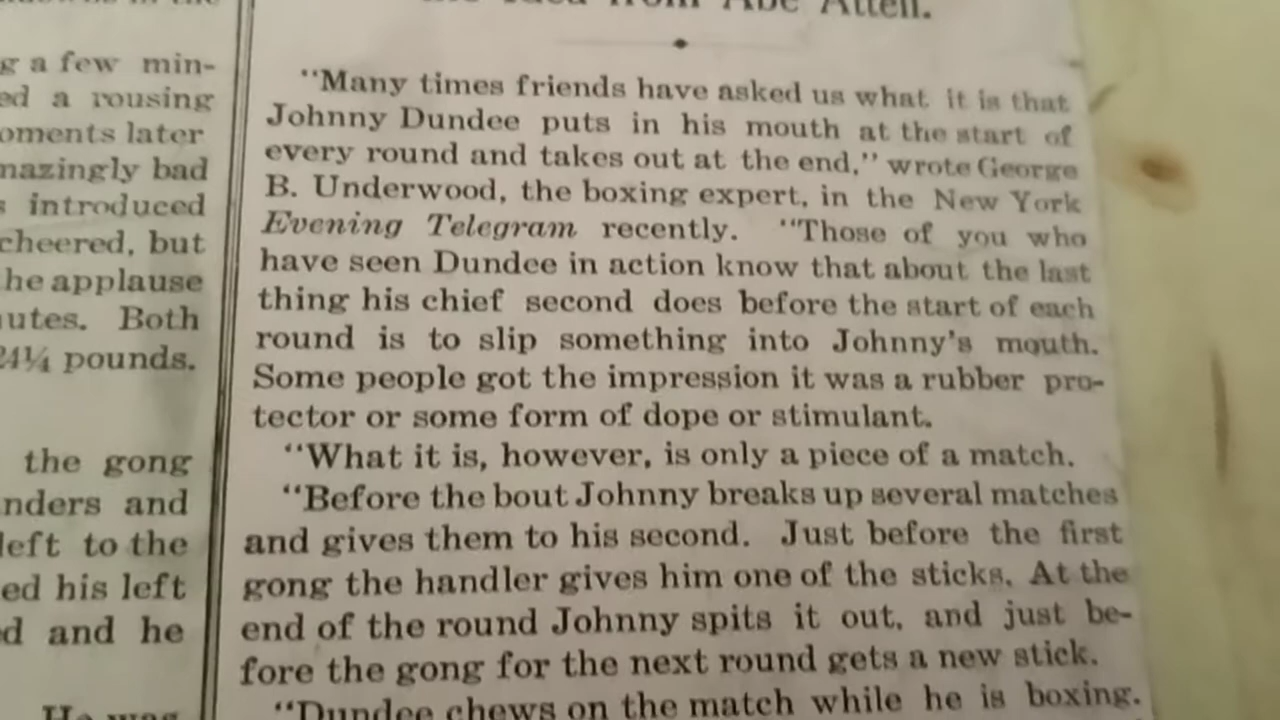 g a few min-
ed a rousing
oments later
mazingly bad
s introduced
cheered, but
he applause
utes. Both
24¼ pounds.
the gong
nders and
left to the
ed his left
d and he
He was
from Abe Attell.
"Many times friends have asked us what it is that
Johnny Dundee puts in his mouth at the start of
every round and takes out at the end," wrote George
B. Underwood, the boxing expert, in the New York
Evening Telegram recently. "Those of you who
have seen Dundee in action know that about the last
thing his chief second does before the start of each
round is to slip something into Johnny's mouth.
Some people got the impression it was a rubber pro-
tector or some form of dope or stimulant.
"What it is, however, is only a piece of a match.
"Before the bout Johnny breaks up several matches
and gives them to his second. Just before the first
gong the handler gives him one of the sticks. At the
end of the round Johnny spits it out, and just be-
fore the gong for the next round gets a new stick.
"Dundee chews on the match while he is boxing.